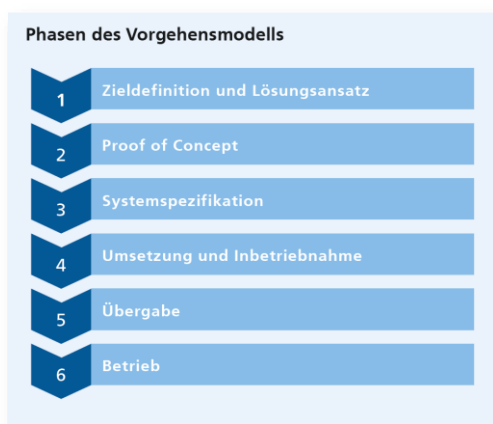 Phasen des Vorgehensmodells
1 Zieldefinition und Lösungsansatz
2 Proof of Concept
3 Systemspezifikation
4 Umsetzung und Inbetriebnahme
5 Übergabe
6 Betrieb